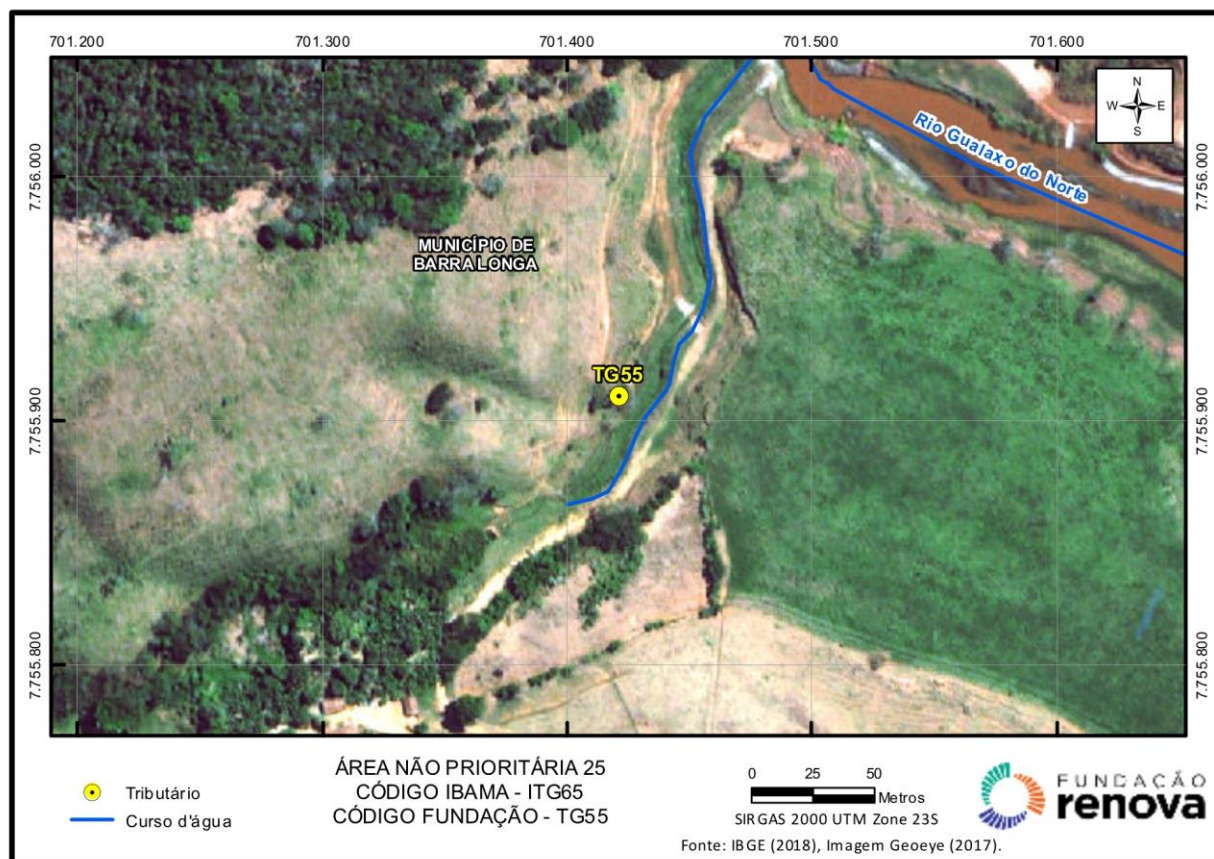 701.200 701.300 701.400 701.500 701.600
N
W E
S
Rio Gualaxo do Norte
7.756.000 7.756.000
MUNICÍPIO DE
BARRA LONGA
TG55
7.755.900 7.755.900
7.755.800 7.755.800
ÁREA NÃO PRIORITÁRIA 25
CÓDIGO IBAMA - ITG65
CÓDIGO FUNDAÇÃO - TG55
Tributário
Curso d'água
0 25 50
Metros
SIRGAS 2000 UTM Zone 23S
Fonte: IBGE (2018), Imagem Geoeye (2017).
FUNDAÇÃO
renova